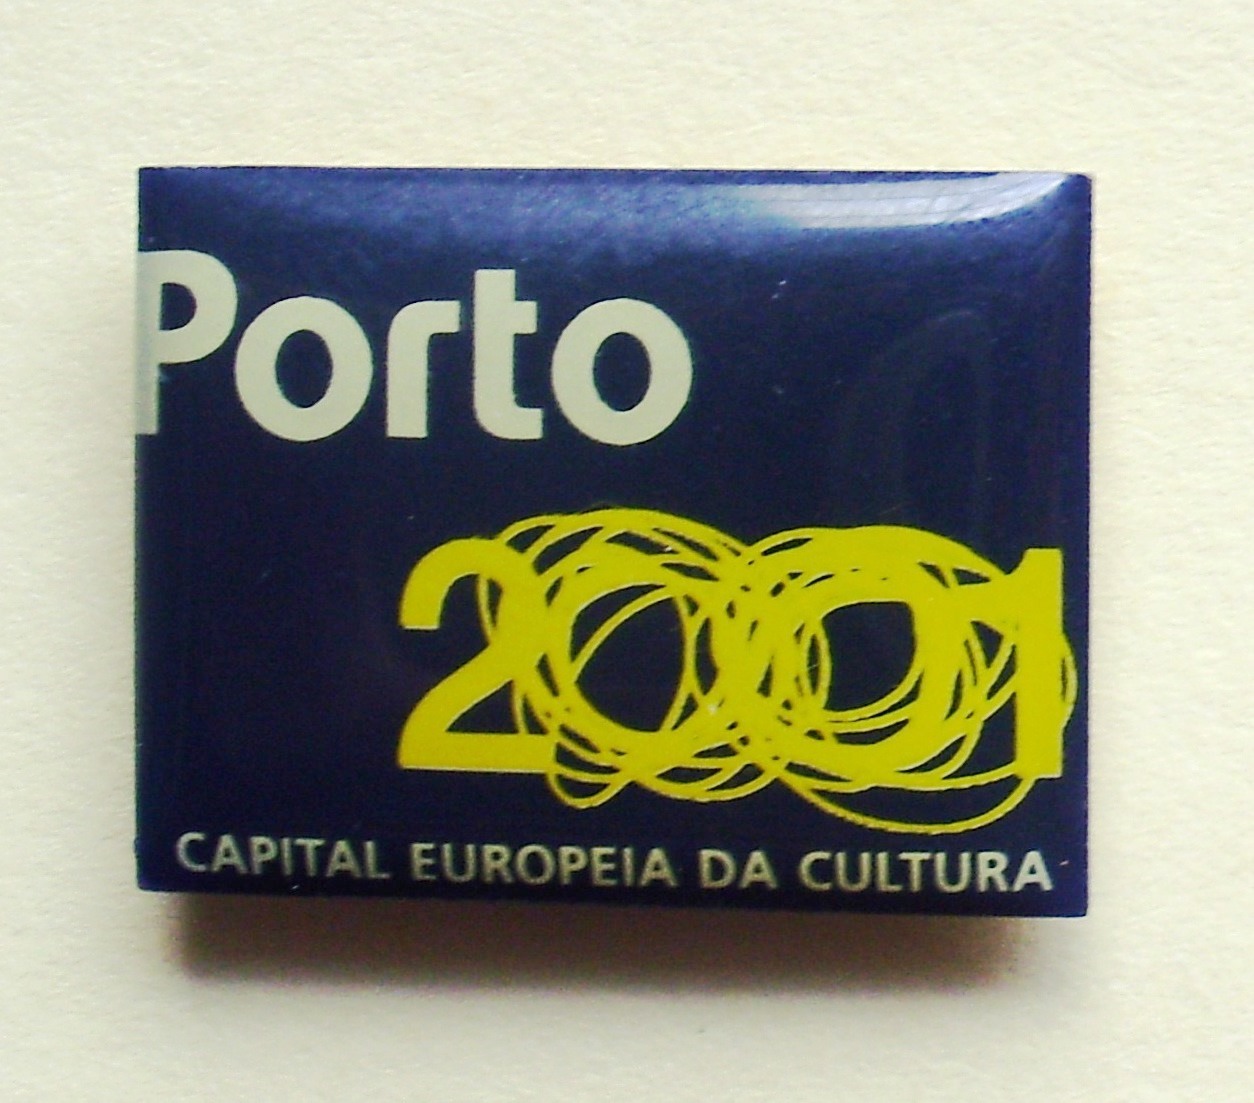 Porto
2001
CAPITAL EUROPEIA DA CULTURA